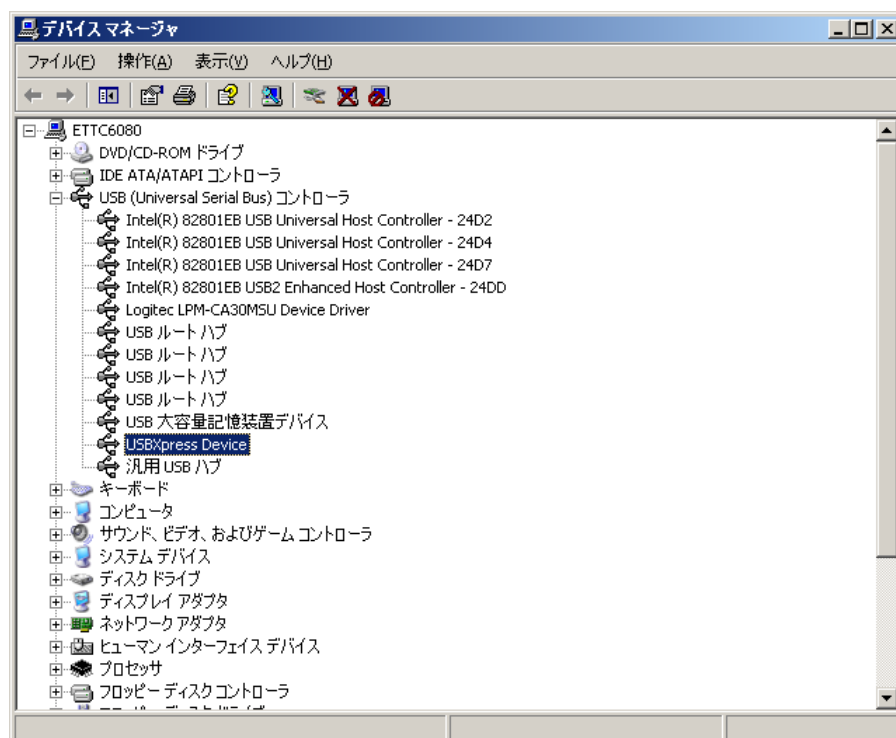 デバイス マネージャ
ファイル(F) 操作(A) 表示(V) ヘルプ(H)
ETTC6080
DVD/CD-ROM ドライブ
IDE ATA/ATAPI コントローラ
USB (Universal Serial Bus) コントローラ
Intel(R) 82801EB USB Universal Host Controller - 24D2
Intel(R) 82801EB USB Universal Host Controller - 24D4
Intel(R) 82801EB USB Universal Host Controller - 24D7
Intel(R) 82801EB USB2 Enhanced Host Controller - 24DD
Logitec LPM-CA30MSU Device Driver
USB ルート ハブ
USB ルート ハブ
USB ルート ハブ
USB ルート ハブ
USB 大容量記憶装置デバイス
USBXpress Device
汎用 USB ハブ
キーボード
コンピュータ
サウンド、ビデオ、およびゲーム コントローラ
システム デバイス
ディスク ドライブ
ディスプレイ アダプタ
ネットワーク アダプタ
ヒューマン インターフェイス デバイス
プロセッサ
フロッピー ディスク コントローラ